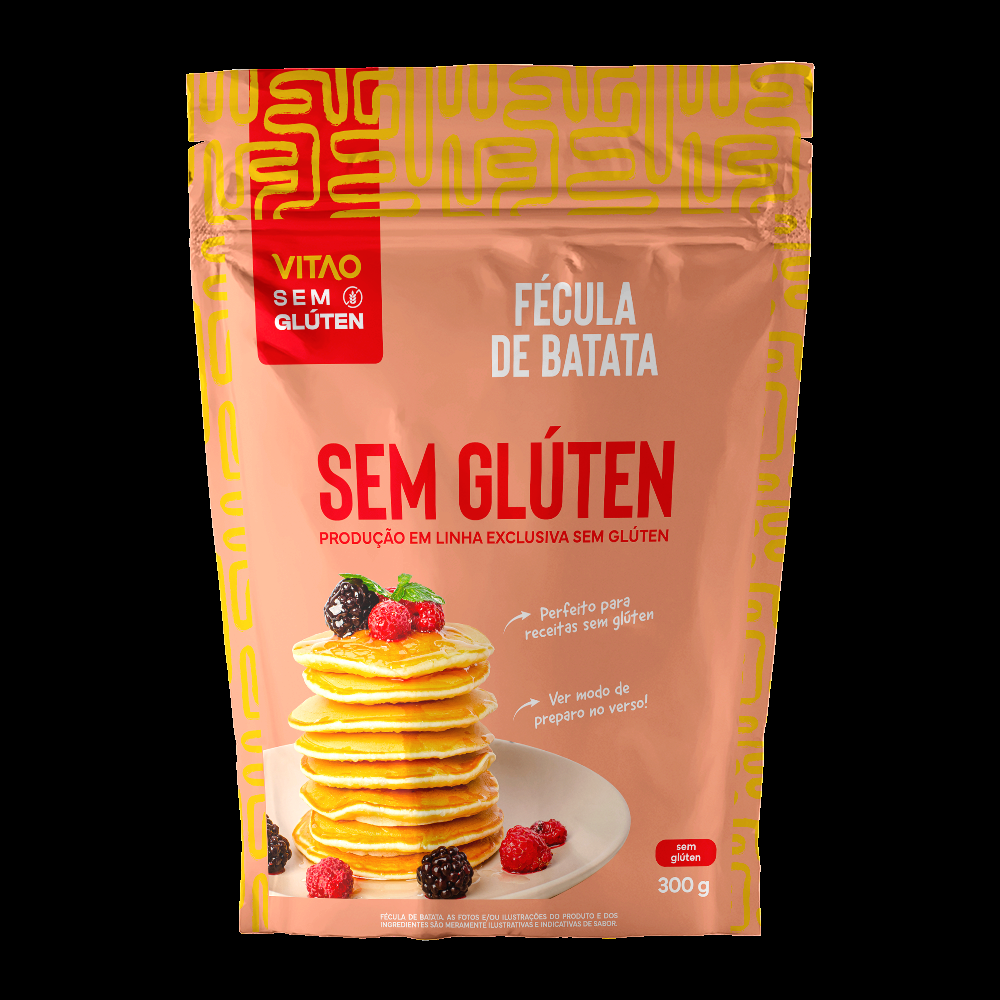 VITAO
SEM
GLÚTEN
FÉCULA
DE BATATA
SEM GLÚTEN
PRODUÇÃO EM LINHA EXCLUSIVA SEM GLÚTEN
Perfeito para
receitas sem glúten
Ver modo de
preparo no verso!
sem
glúten
300 g
FÉCULA DE BATATA. AS FOTOS E/OU ILUSTRAÇÕES DO PRODUTO E DOS
INGREDIENTES SÃO MERAMENTE ILUSTRATIVAS E INDICATIVAS DE SABOR.